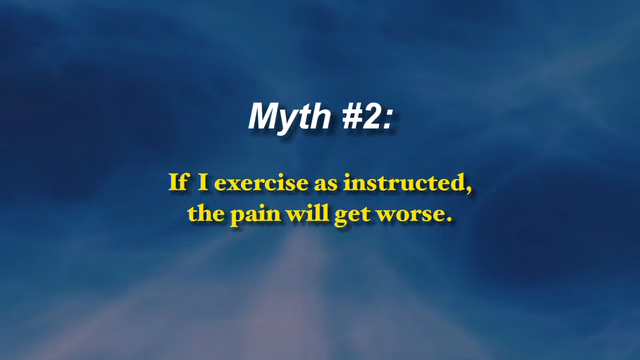 Myth #2:
If I exercise as instructed,
the pain will get worse.